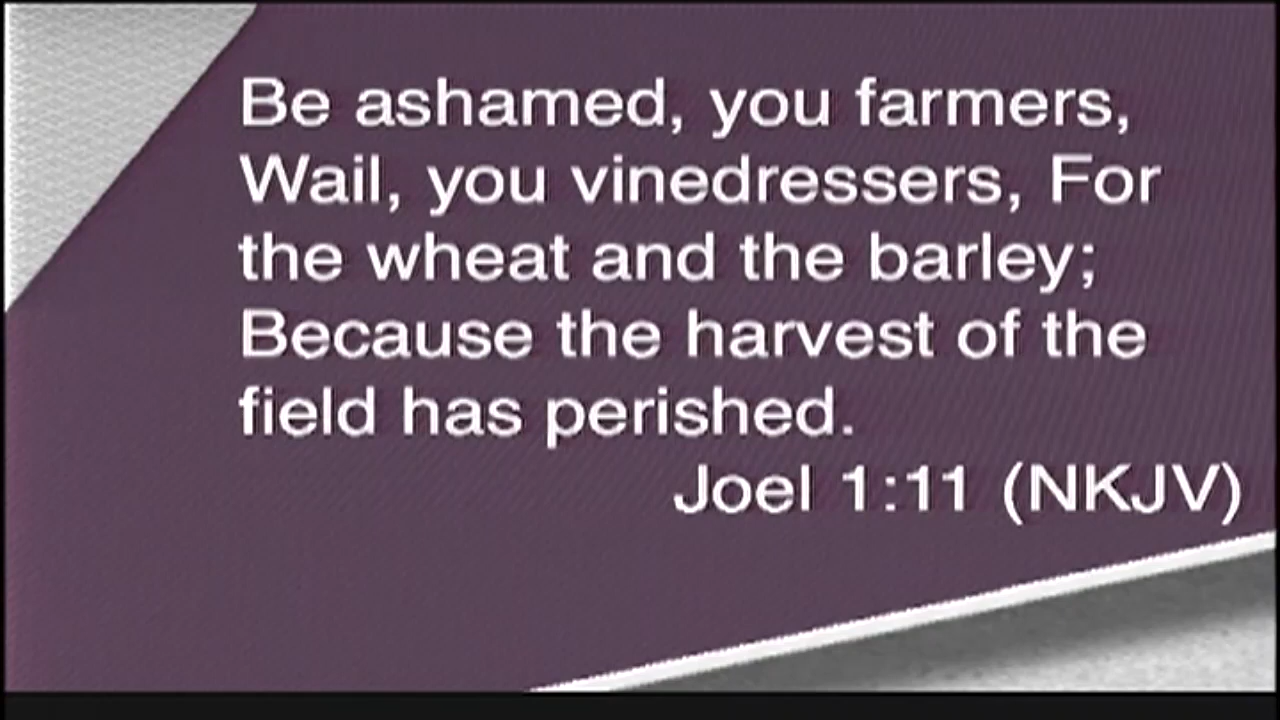 Be ashamed, you farmers,
Wail, you vinedressers, For
the wheat and the barley;
Because the harvest of the
field has perished.
Joel 1:11 (NKJV)